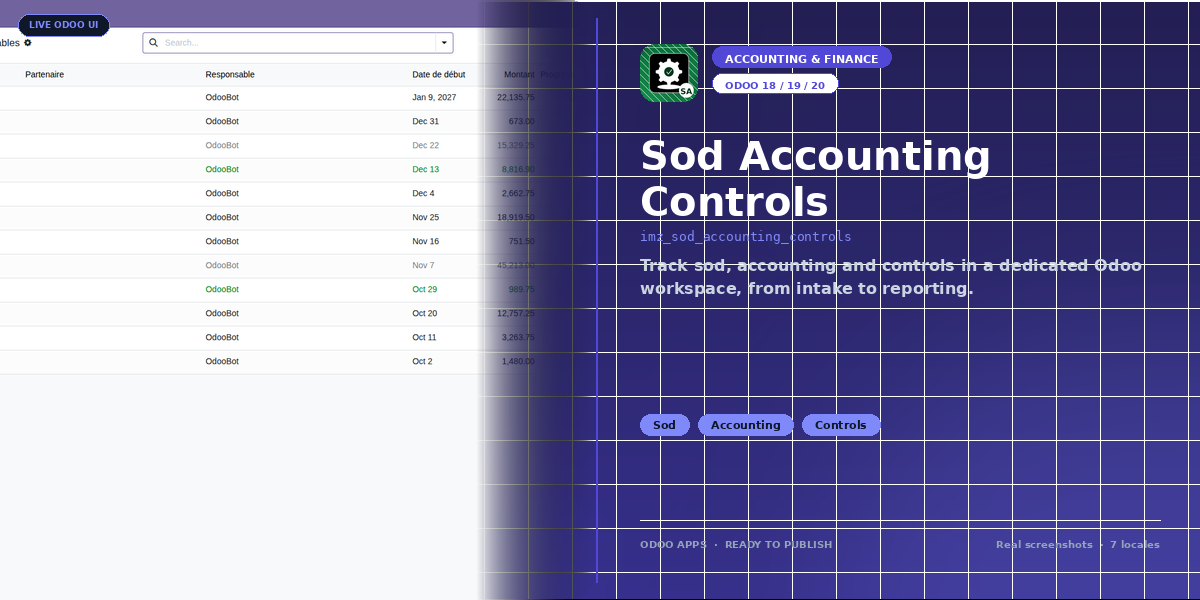 LIVE ODOO UI
ables
Search...
Partenaire Responsable Date de début Montant
OdooBot Jan 9, 2027 22,135.75
OdooBot Dec 31 673.00
OdooBot Dec 22 15,329.25
OdooBot Dec 13 8,816.90
OdooBot Dec 4 2,662.75
OdooBot Nov 25 18,919.50
OdooBot Nov 16 751.50
OdooBot Nov 7 45,213.00
OdooBot Oct 29 989.75
OdooBot Oct 20 12,757.25
OdooBot Oct 11 3,263.75
OdooBot Oct 2 1,480.00
SA
ACCOUNTING & FINANCE
ODOO 18 / 19 / 20
Sod Accounting
Controls
imz_sod_accounting_controls
Track sod, accounting and controls in a dedicated Odoo
workspace, from intake to reporting.
Sod Accounting Controls
ODOO APPS · READY TO PUBLISH
Real screenshots · 7 locales